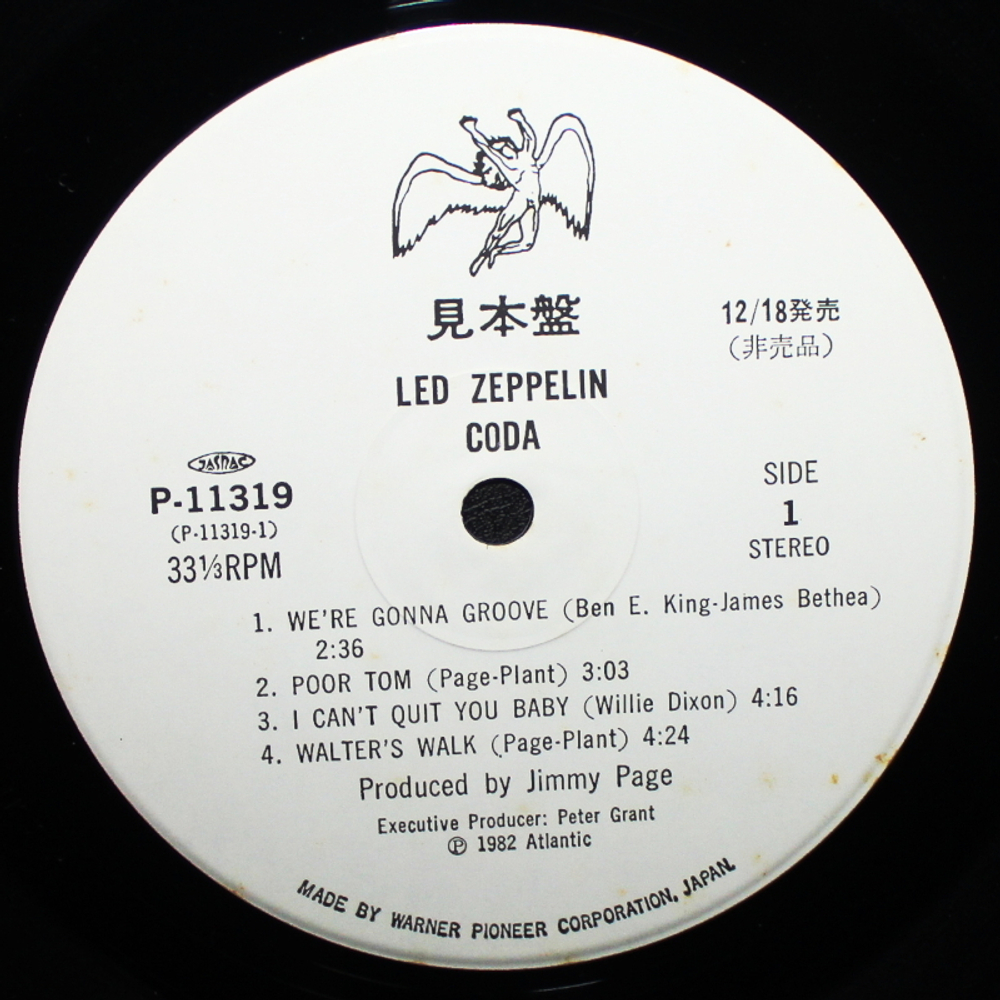 見本盤
12/18発売
(非売品)
LED ZEPPELIN
CODA
JASRAC
P-11319
(P-11319-1)
33⅓RPM
SIDE
1
STEREO
1. WE'RE GONNA GROOVE (Ben E. King-James Bethea)
2:36
2. POOR TOM (Page-Plant) 3:03
3. I CAN'T QUIT YOU BABY (Willie Dixon) 4:16
4. WALTER'S WALK (Page-Plant) 4:24
Produced by Jimmy Page
Executive Producer: Peter Grant
Ⓟ 1982 Atlantic
MADE BY WARNER PIONEER CORPORATION, JAPAN.